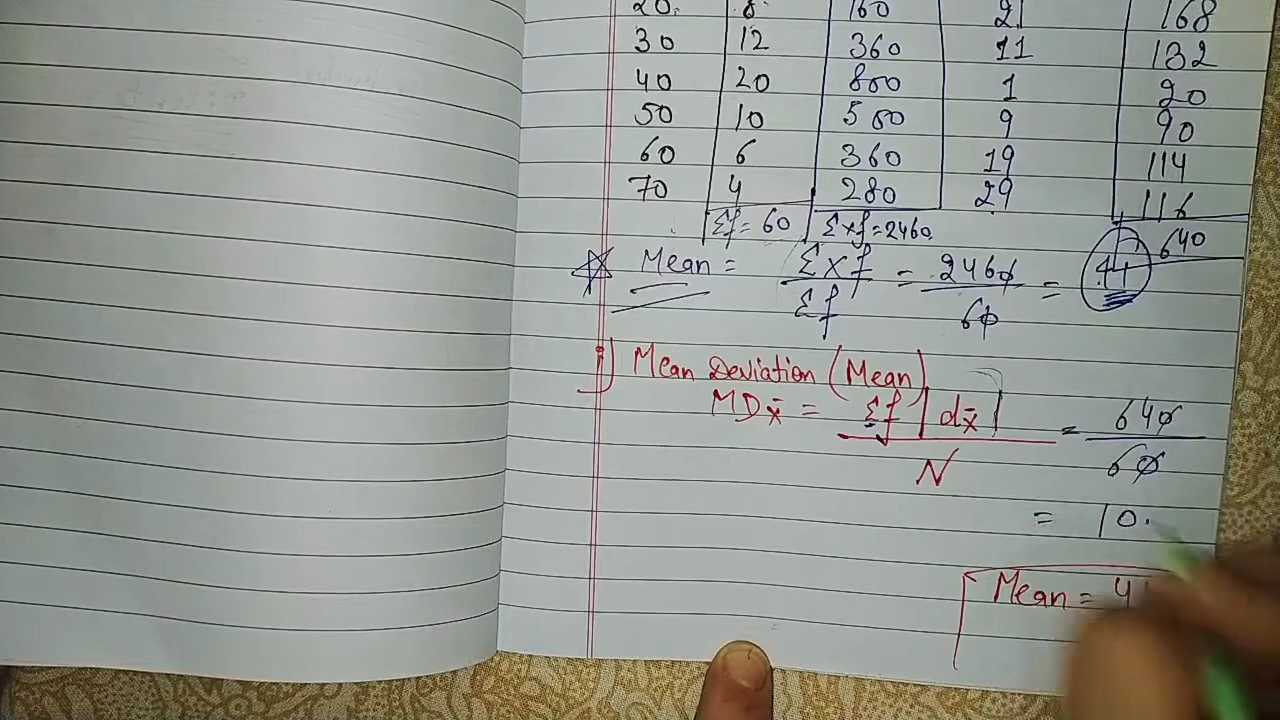 20 8 160 21 168
30 12 360 11 132
40 20 800 1 20
50 10 500 9 90
60 6 360 19 114
70 4 280 29 116
Σf = 60 Σxf = 2460 640
Mean = Σxf / Σf = 2460 / 60 = 41
1) Mean Deviation (Mean)
MDx̄ = Σf |dx̄| / N = 640 / 60
= 10.
Mean = 4